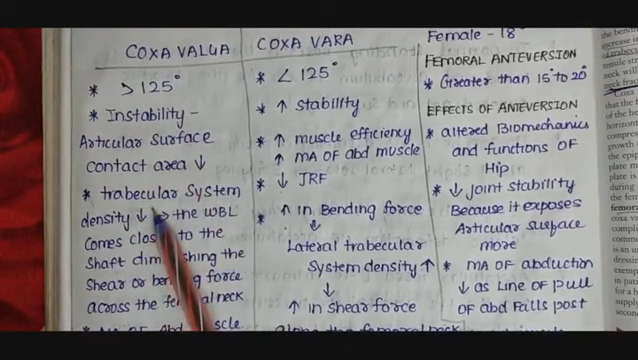 COXA VALGA
* > 125°
* Instability -
Articular Surface
contact area ↓
* trabecular System
density ↓ the WBL
comes close to the
Shaft diminishing the
Shear or bending force
across the femoral neck
COXA VARA
* < 125°
* ↑ Stability
* ↑ muscle efficiency
↑ MA OF abd muscle
* ↓ JRF
* ↑ in Bending force
↓
Lateral trabecular
System density ↑
↓
↑ in Shear force
along the femoral neck
Female - 18°
FEMORAL ANTEVERSION
* Greater than 15° to 20°
EFFECTS OF ANTEVERSION
* altered Biomechanics
and functions OF
Hip
* ↓ Joint stability
Because it exposes
Articular surface
more
* MA OF abduction
↓ as Line of pull
OF abd Falls post